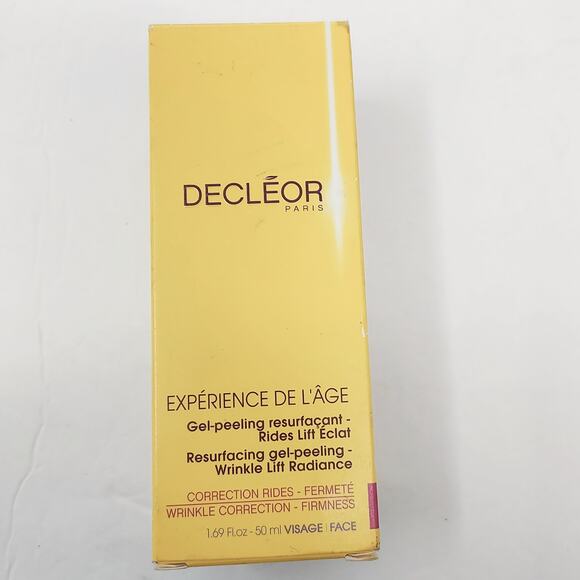 DECLÉOR
PARIS
EXPÉRIENCE DE L'ÂGE
Gel-peeling resurfaçant -
Rides Lift Éclat
Resurfacing gel-peeling -
Wrinkle Lift Radiance
CORRECTION RIDES - FERMETÉ
WRINKLE CORRECTION - FIRMNESS
1.69 Fl.oz - 50 ml VISAGE | FACE